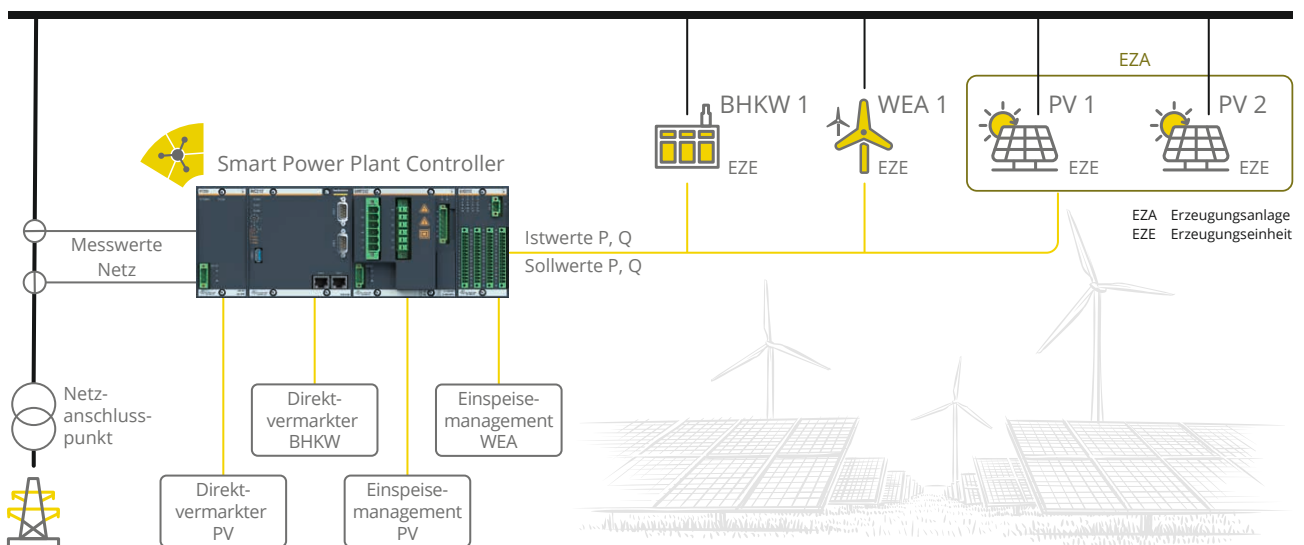 EZA
BHKW 1
EZE
WEA 1
EZE
PV 1
EZE
PV 2
EZE
EZA Erzeugungsanlage
EZE Erzeugungseinheit
Smart Power Plant Controller
Messwerte
Netz
Istwerte P, Q
Sollwerte P, Q
Netz-
anschluss-
punkt
Direkt-
vermarkter
BHKW
Einspeise-
management
WEA
Direkt-
vermarkter
PV
Einspeise-
management
PV